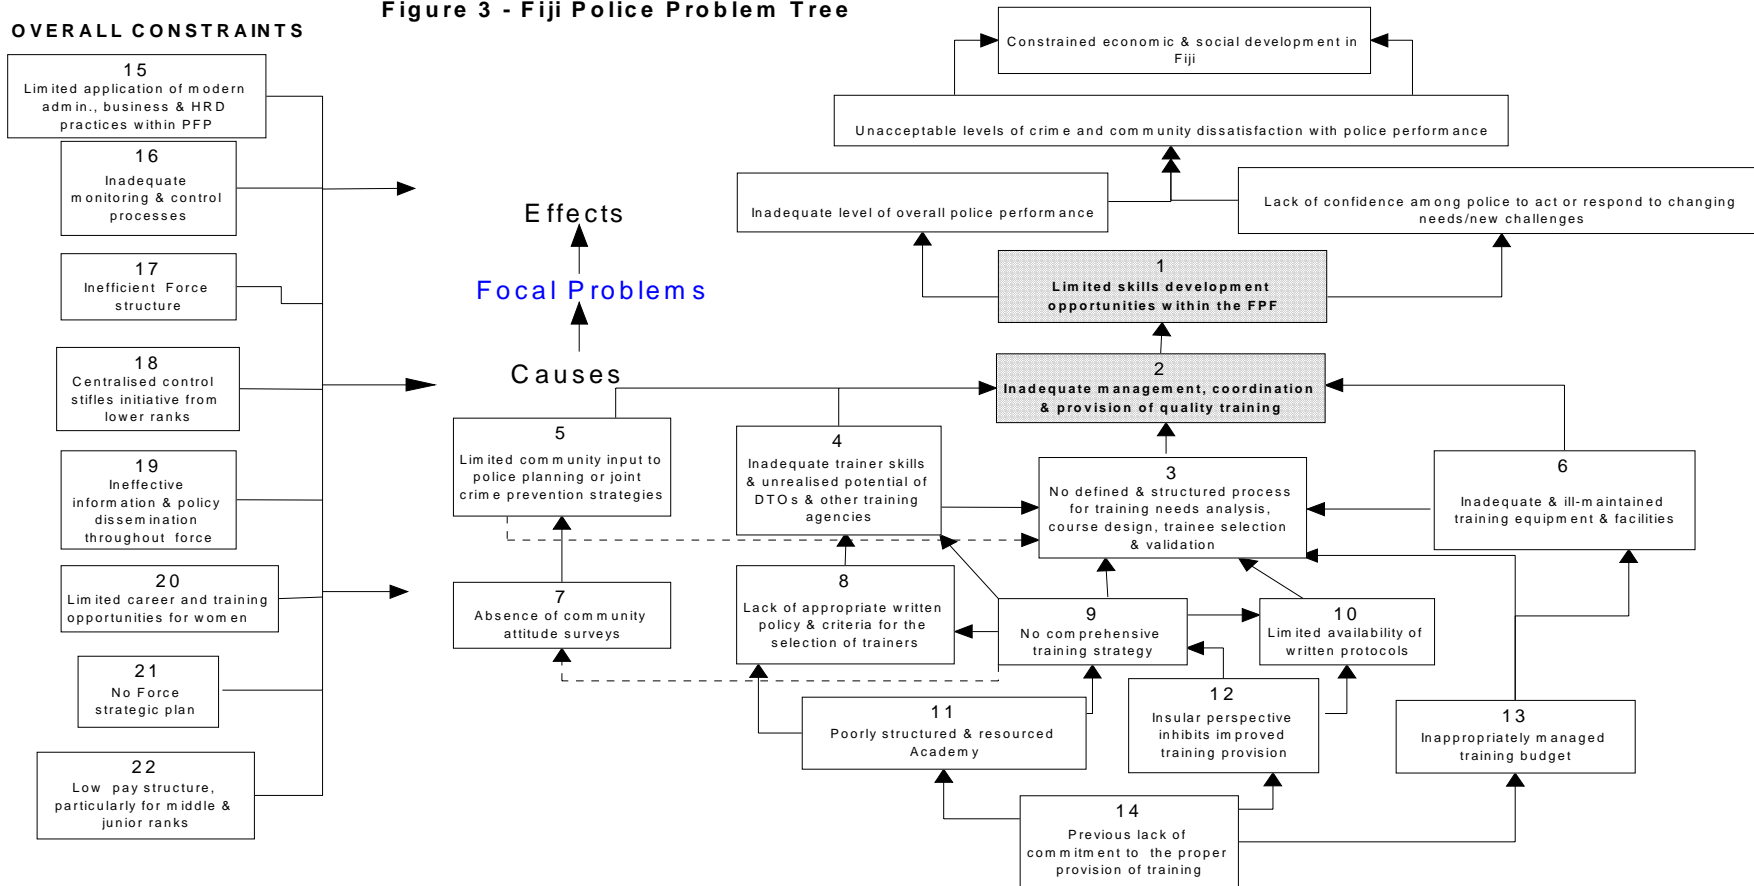 Figure 3 - Fiji Police Problem Tree
OVERALL CONSTRAINTS
15
Limited application of modern
admin., business & HRD
practices within PFP
16
Inadequate
monitoring & control
processes
17
Inefficient Force
structure
18
Centralised control
stifles initiative from
lower ranks
19
Ineffective
information & policy
dissemination
throughout force
20
Limited career and training
opportunities for women
21
No Force
strategic plan
22
Low pay structure,
particularly for middle &
junior ranks
Effects
Focal Problems
Causes
Constrained economic & social development in
Fiji
Unacceptable levels of crime and community dissatisfaction with police performance
Inadequate level of overall police performance
Lack of confidence among police to act or respond to changing
needs/new challenges
1
Limited skills development
opportunities within the FPF
2
Inadequate management, coordination
& provision of quality training
5
Limited community input to
police planning or joint
crime prevention strategies
4
Inadequate trainer skills
& unrealised potential of
DTOs & other training
agencies
3
No defined & structured process
for training needs analysis,
course design, trainee selection
& validation
6
Inadequate & ill-maintained
training equipment & facilities
7
Absence of community
attitude surveys
8
Lack of appropriate written
policy & criteria for the
selection of trainers
9
No comprehensive
training strategy
10
Limited availability of
written protocols
11
Poorly structured & resourced
Academy
12
Insular perspective
inhibits improved
training provision
13
Inappropriately managed
training budget
14
Previous lack of
commitment to the proper
provision of training